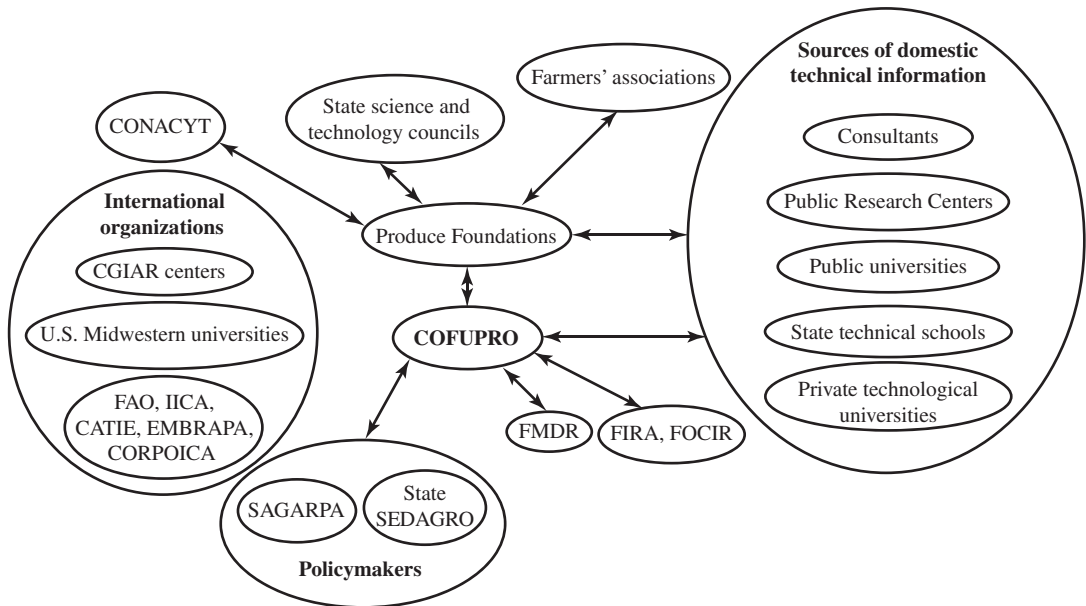 Sources of domestic
technical information
Farmers’ associations
State science and
technology councils
CONACYT
Consultants
International
organizations
Public Research Centers
Produce Foundations
CGIAR centers
Public universities
U.S. Midwestern universities
COFUPRO
State technical schools
Private technological
universities
FAO, IICA,
CATIE, EMBRAPA,
CORPOICA
FMDR
FIRA, FOCIR
SAGARPA
State
SEDAGRO
Policymakers